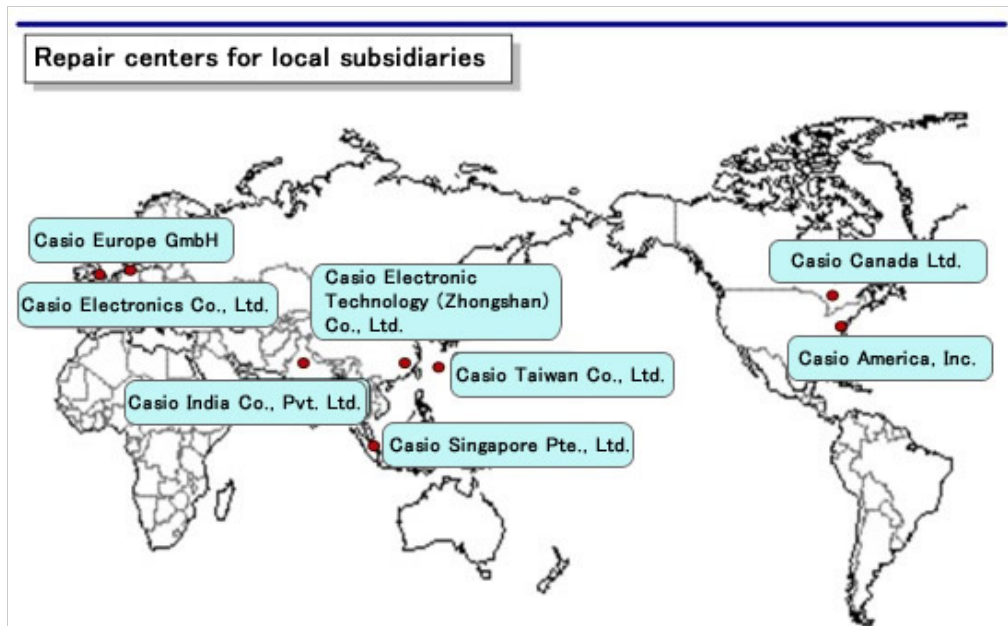 Repair centers for local subsidiaries
Casio Europe GmbH
Casio Canada Ltd.
Casio Electronics Co., Ltd.
Casio Electronic
Technology (Zhongshan)
Co., Ltd.
Casio America, Inc.
Casio Taiwan Co., Ltd.
Casio India Co., Pvt. Ltd.
Casio Singapore Pte., Ltd.